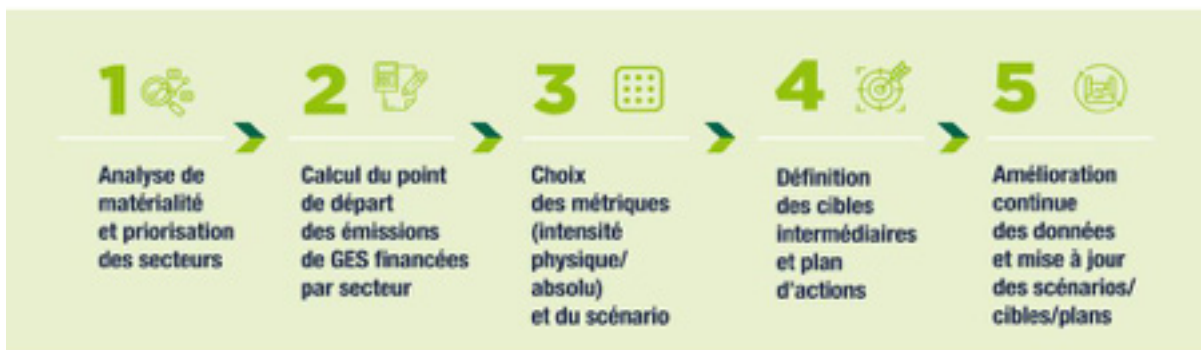 1
Analyse de
matérialité
et priorisation
des secteurs
2
Calcul du point
de départ
des émissions
de GES financées
par secteur
3
Choix
des métriques
(intensité
physique/
absolu)
et du scénario
4
Définition
des cibles
intermédiaires
et plan
d'actions
5
Amélioration
continue
des données
et mise à jour
des scénarios/
cibles/plans